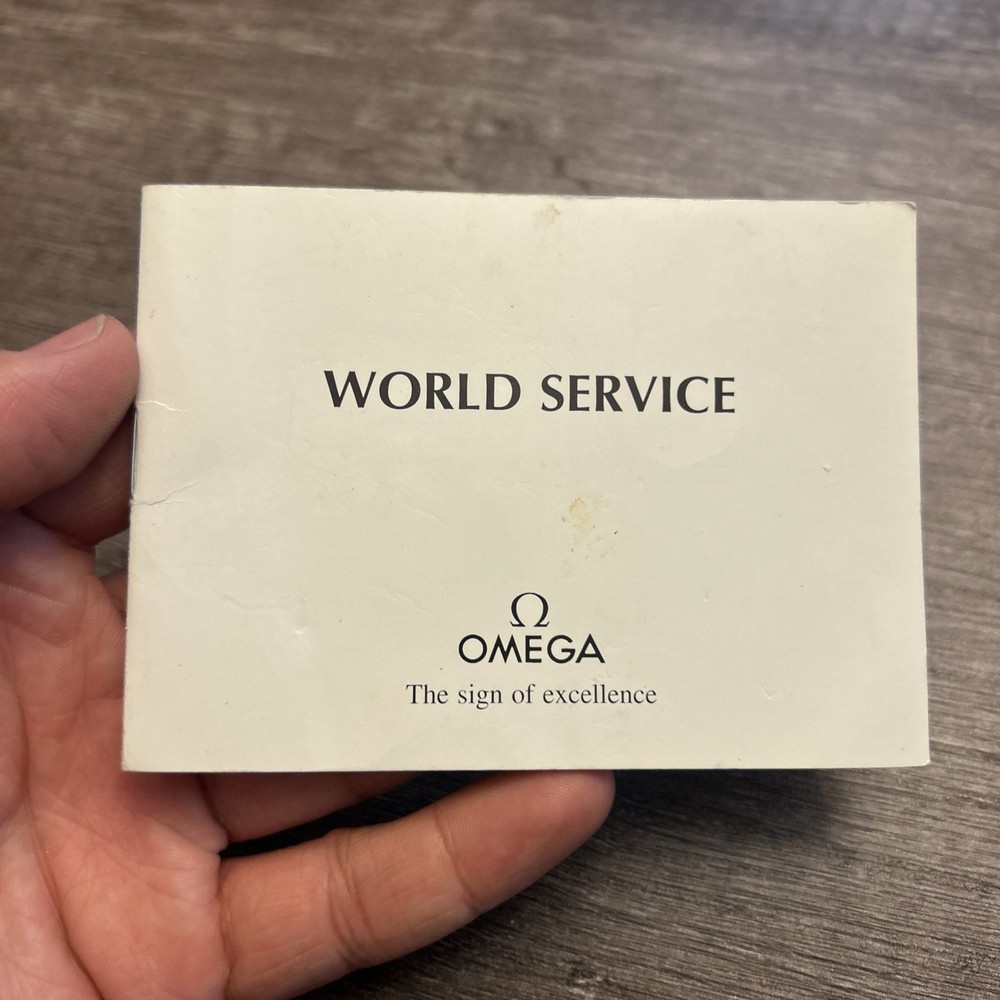 WORLD SERVICE
Ω
OMEGA
The sign of excellence